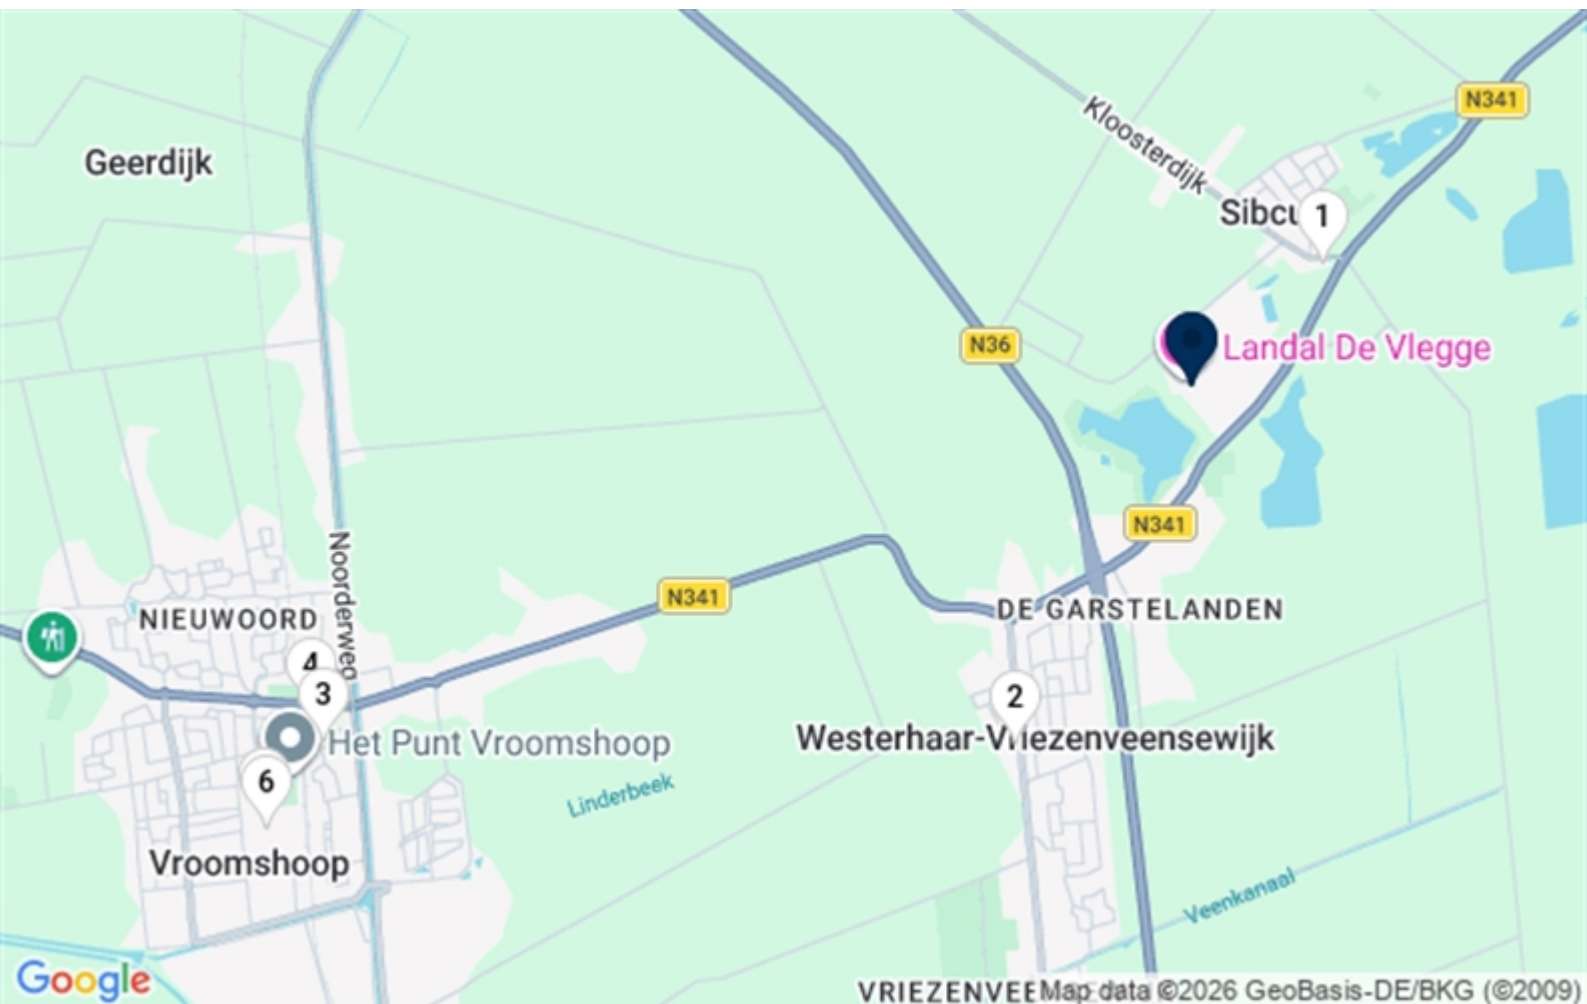 N341
Kloosterdijk
Geerdijk
Sibcu
1
N36
Landal De Vlegge
N341
Noorderweg
N341
DE GARSTELANDEN
NIEUWOORD
4
3
2
Het Punt Vroomshoop
Westerhaar-Vriezenveensewijk
6
Linderbeek
Vroomshoop
Veenkanaal
Google
VRIEZENVEE
Map data ©2026 GeoBasis-DE/BKG (©2009)